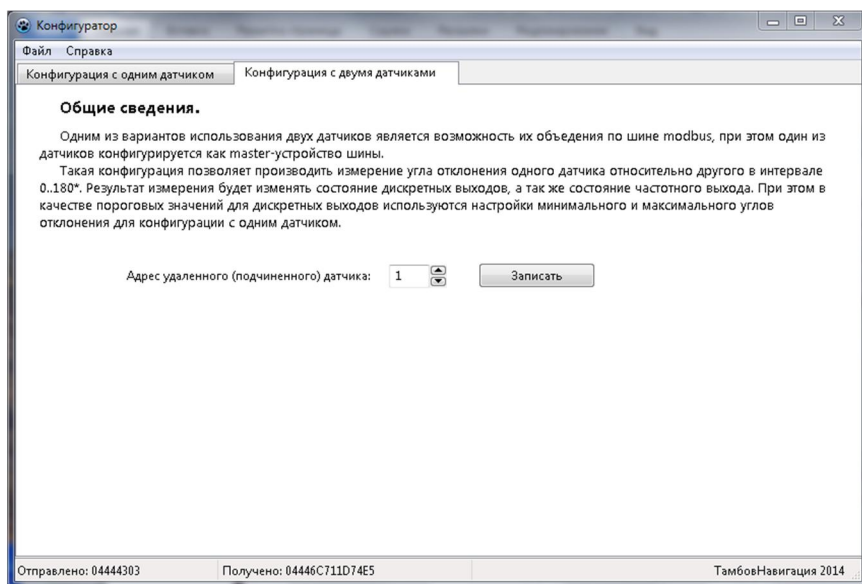 Конфигуратор
Файл Справка
Конфигурация с одним датчиком Конфигурация с двумя датчиками
Общие сведения.
Одним из вариантов использования двух датчиков является возможность их объедения по шине modbus, при этом один из
датчиков конфигурируется как master-устройство шины.
Такая конфигурация позволяет производить измерение угла отклонения одного датчика относительно другого в интервале
0..180*. Результат измерения будет изменять состояние дискретных выходов, а так же состояние частотного выхода. При этом в
качестве пороговых значений для дискретных выходов используются настройки минимального и максимального углов
отклонения для конфигурации с одним датчиком.
Адрес удаленного (подчиненного) датчика: 1 Записать
Отправлено: 04444303 Получено: 04446C711D74E5 ТамбовНавигация 2014